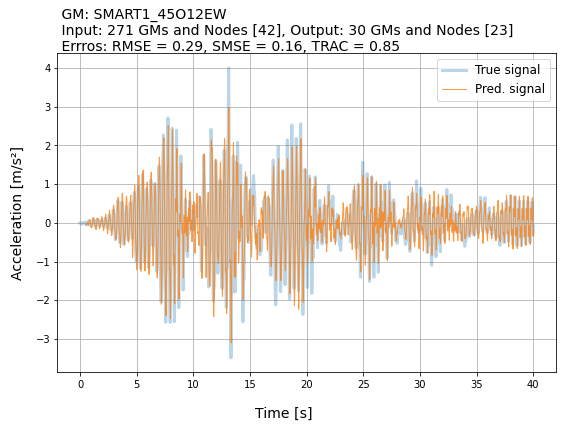 GM: SMART1_45O12EW
Input: 271 GMs and Nodes [42], Output: 30 GMs and Nodes [23]
Errros: RMSE = 0.29, SMSE = 0.16, TRAC = 0.85
True signal
Pred. signal
4
3
2
1
0
−1
−2
−3
Acceleration [m/s²]
0 5 10 15 20 25 30 35 40
Time [s]